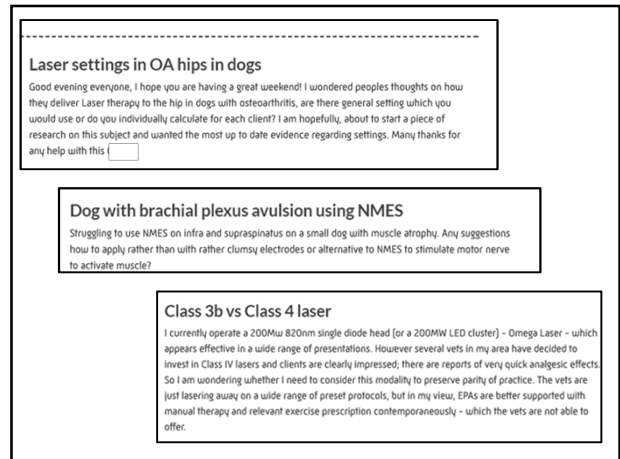 Laser settings in OA hips in dogs
Good evening everyone, I hope you are having a great weekend! I wondered peoples thoughts on how
they deliver Laser therapy to the hip in dogs with osteoarthritis, are there general setting which you
would use or do you individually calculate for each client? I am hopefully, about to start a piece of
research on this subject and wanted the most up to date evidence regarding settings. Many thanks for
any help with this
Dog with brachial plexus avulsion using NMES
Struggling to use NMES on infra and supraspinatus on a small dog with muscle atrophy. Any suggestions
how to apply rather than with rather clumsy electrodes or alternative to NMES to stimulate motor nerve
to activate muscle?
Class 3b vs Class 4 laser
I currently operate a 200Mw 820nm single diode head (or a 200MW LED cluster) - Omega Laser - which
appears effective in a wide range of presentations. However several vets in my area have decided to
invest in Class IV lasers and clients are clearly impressed; there are reports of very quick analgesic effects.
So I am wondering whether I need to consider this modality to preserve parity of practice. The vets are
just lasering away on a wide range of preset protocols, but in my view, EPAs are better supported with
manual therapy and relevant exercise prescription contemporaneously - which the vets are not able to
offer.